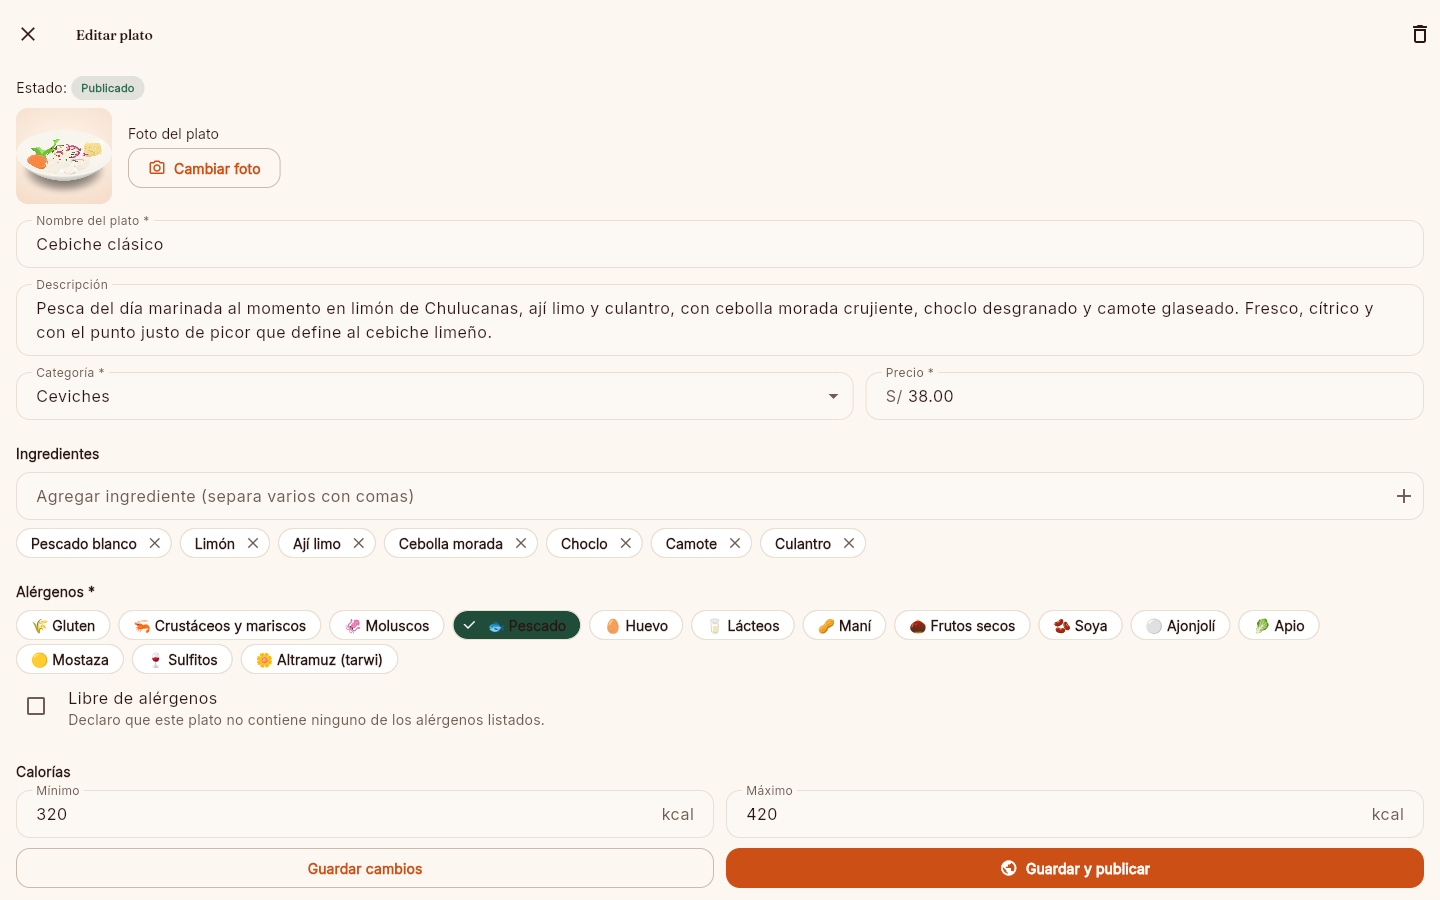 Editar plato
Estado: Publicado
Foto del plato
Cambiar foto
Nombre del plato *
Cebiche clásico
Descripción
Pesca del día marinada al momento en limón de Chulucanas, ají limo y culantro, con cebolla morada crujiente, choclo desgranado y camote glaseado. Fresco, cítrico y
con el punto justo de picor que define al cebiche limeño.
Categoría * Precio *
Ceviches S/ 38.00
Ingredientes
Agregar ingrediente (separa varios con comas)
Pescado blanco Limón Ají limo Cebolla morada Choclo Camote Culantro
Alérgenos *
Gluten Crustáceos y mariscos Moluscos Pescado Huevo Lácteos Maní Frutos secos Soya Ajonjolí Apio
Mostaza Sulfitos Altramuz (tarwi)
Libre de alérgenos
Declaro que este plato no contiene ninguno de los alérgenos listados.
Calorías
Mínimo Máximo
320 kcal 420 kcal
Guardar cambios Guardar y publicar